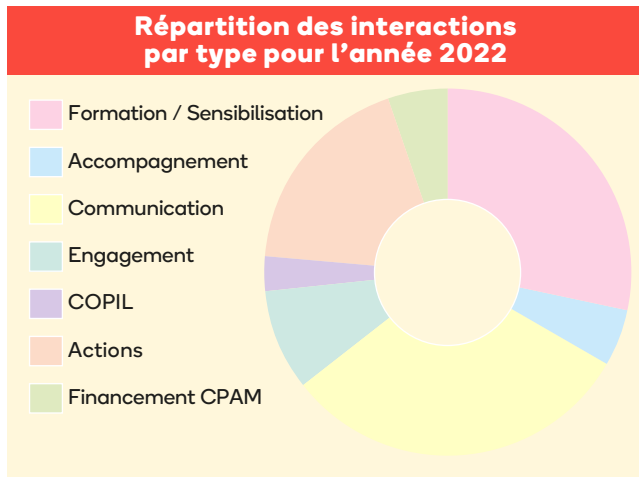 Répartition des interactions
par type pour l’année 2022
Formation / Sensibilisation
Accompagnement
Communication
Engagement
COPIL
Actions
Financement CPAM